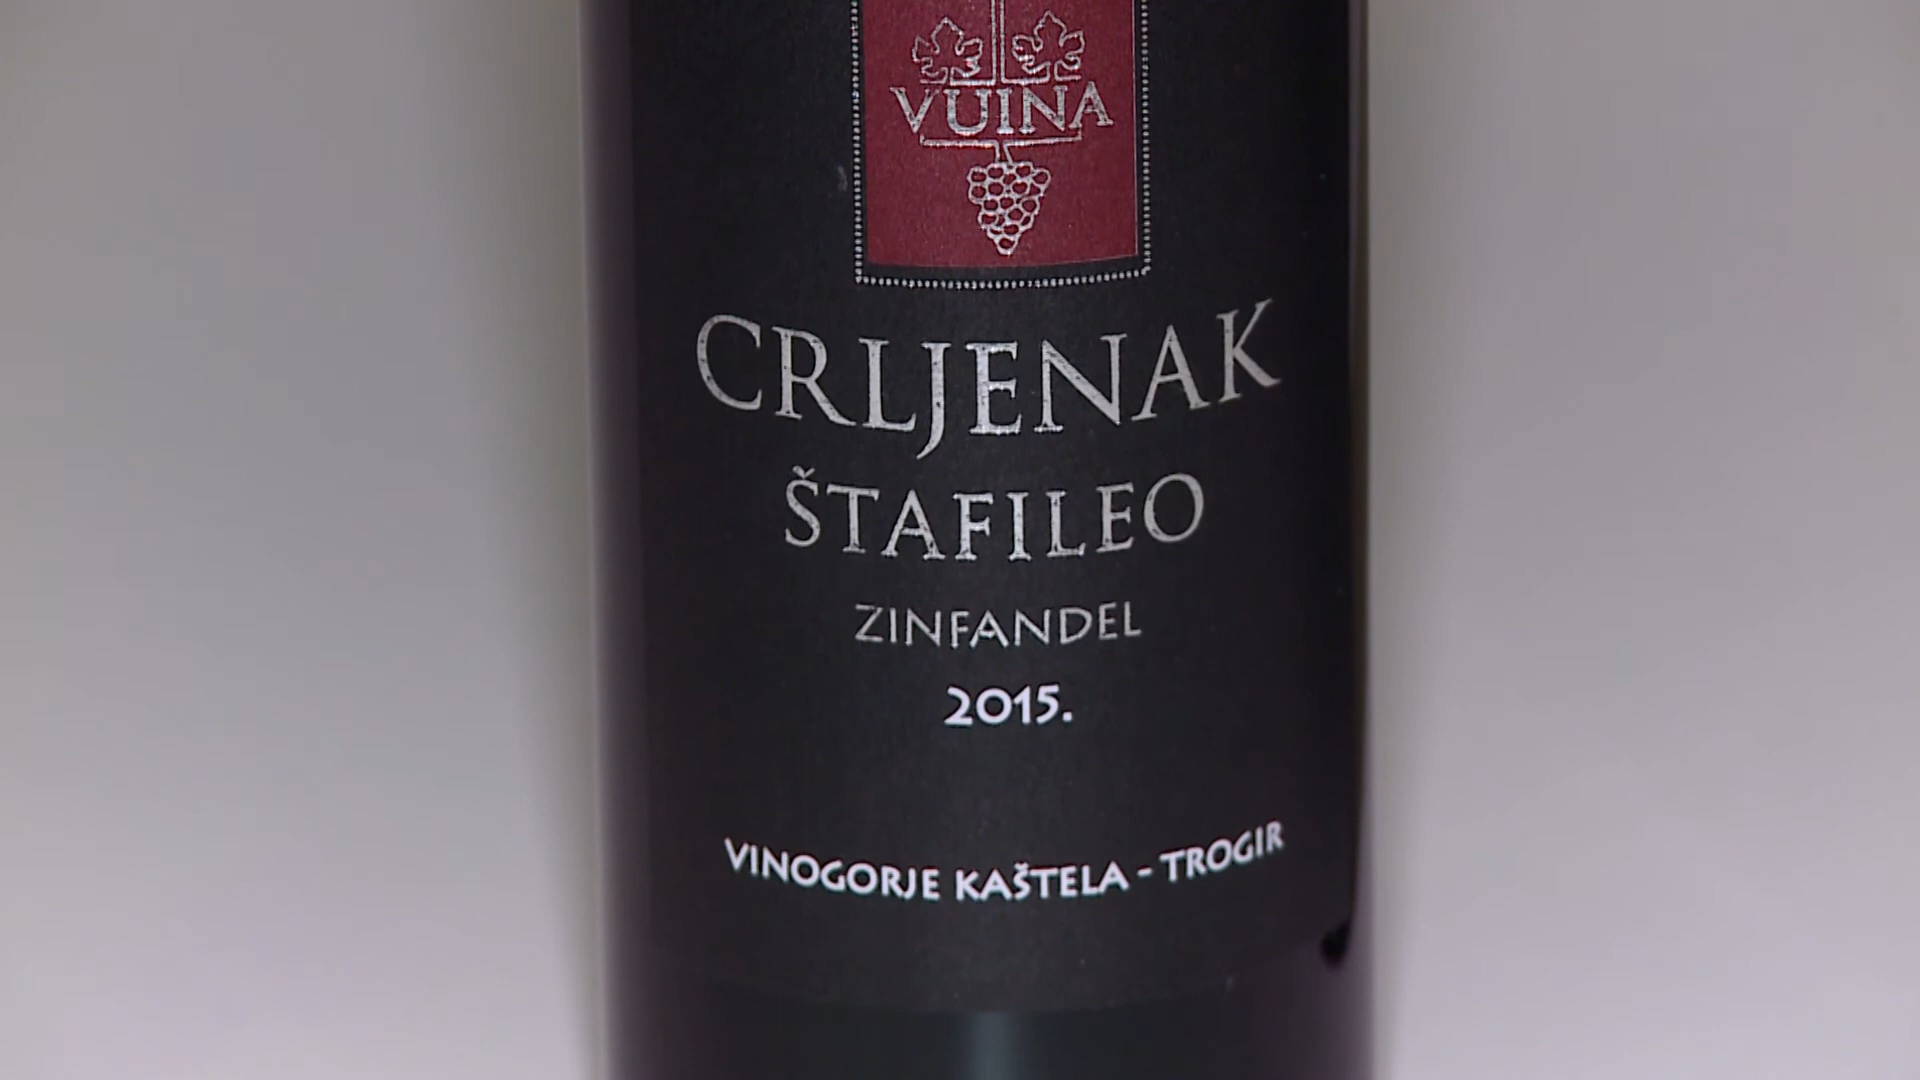 VUINA
CRLJENAK
ŠTAFILEO
ZINFANDEL
2015.
VINOGORJE KAŠTELA - TROGIR